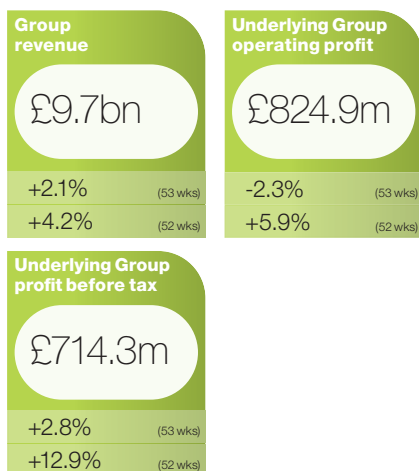 Group
revenue
£9.7bn
+2.1% (53 wks)
+4.2% (52 wks)
Underlying Group
operating profit
£824.9m
-2.3% (53 wks)
+5.9% (52 wks)
Underlying Group
profit before tax
£714.3m
+2.8% (53 wks)
+12.9% (52 wks)